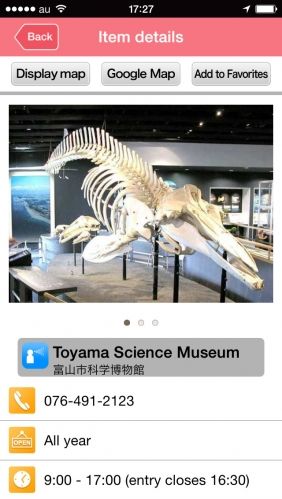 au 17:27
Back Item details
Display map Google Map Add to Favorites
Toyama Science Museum
富山市科学博物館
076-491-2123
OPEN All year
9:00 - 17:00 (entry closes 16:30)